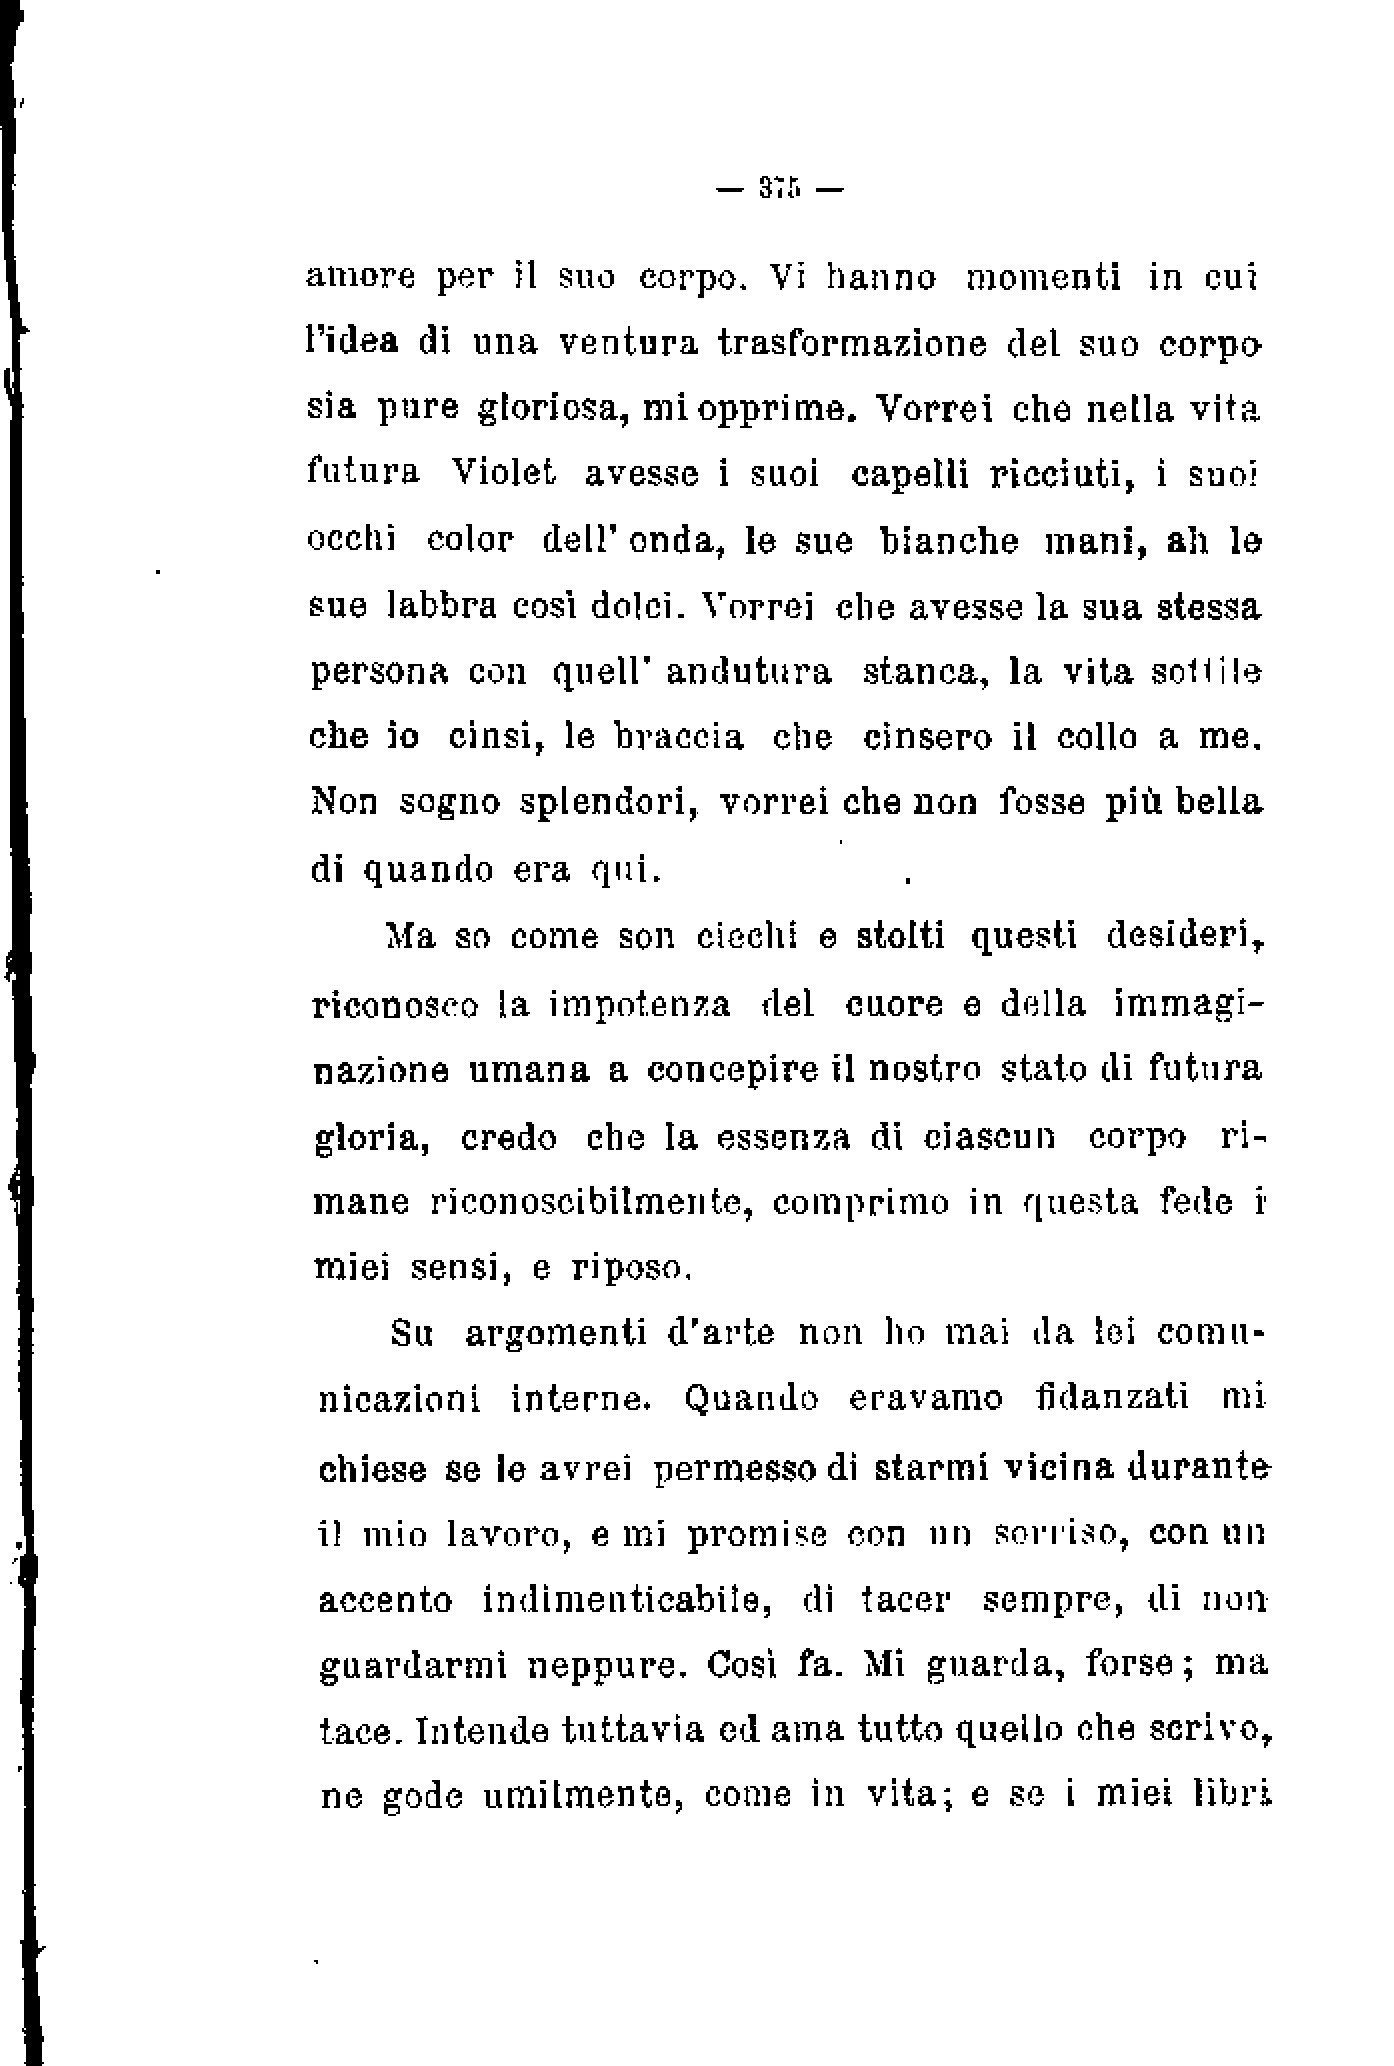 — 375 —
amore per il suo corpo. Vi hanno momenti in cui
l'idea di una ventura trasformazione del suo corpo
sia pure gloriosa, mi opprime. Vorrei che nella vita
futura Violet avesse i suoi capelli ricciuti, i suoi
occhi color dell' onda, le sue bianche mani, ah le
sue labbra così dolci. Vorrei che avesse la sua stessa
persona con quell' andutura stanca, la vita sottile
che io cinsi, le braccia che cinsero il collo a me.
Non sogno splendori, vorrei che non fosse più bella
di quando era qui.
Ma so come son ciechi e stolti questi desideri,
riconosco la impotenza del cuore e della immagi-
nazione umana a concepire il nostro stato di futura
gloria, credo che la essenza di ciascun corpo ri-
mane riconoscibilmente, comprimo in questa fede i
miei sensi, e riposo.
Su argomenti d'arte non ho mai da lei comu-
nicazioni interne. Quando eravamo fidanzati mi
chiese se le avrei permesso di starmi vicina durante
il mio lavoro, e mi promise con un sorriso, con un
accento indimenticabile, di tacer sempre, di non
guardarmi neppure. Così fa. Mi guarda, forse; ma
tace. Intende tuttavia ed ama tutto quello che scrivo,
ne gode umilmente, come in vita; e se i miei libri